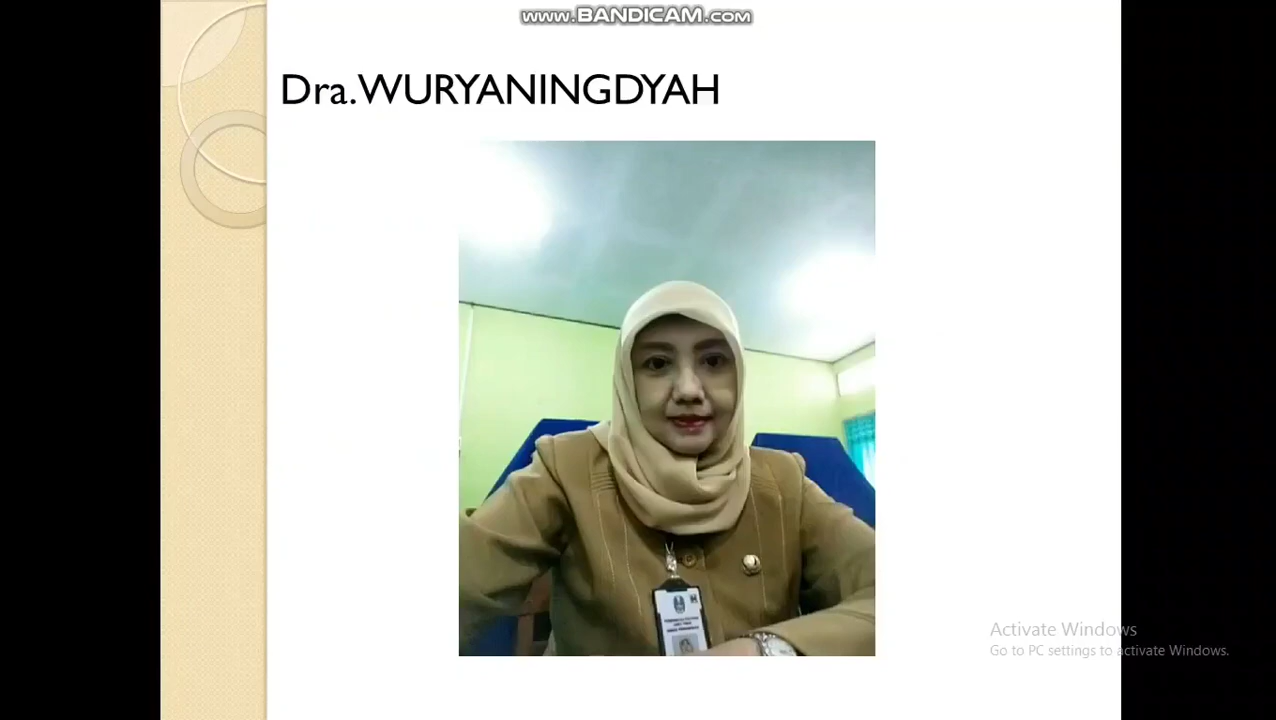 www.BANDICAM.com
Dra.WURYANINGDYAH
Activate Windows
Go to PC settings to activate Windows.